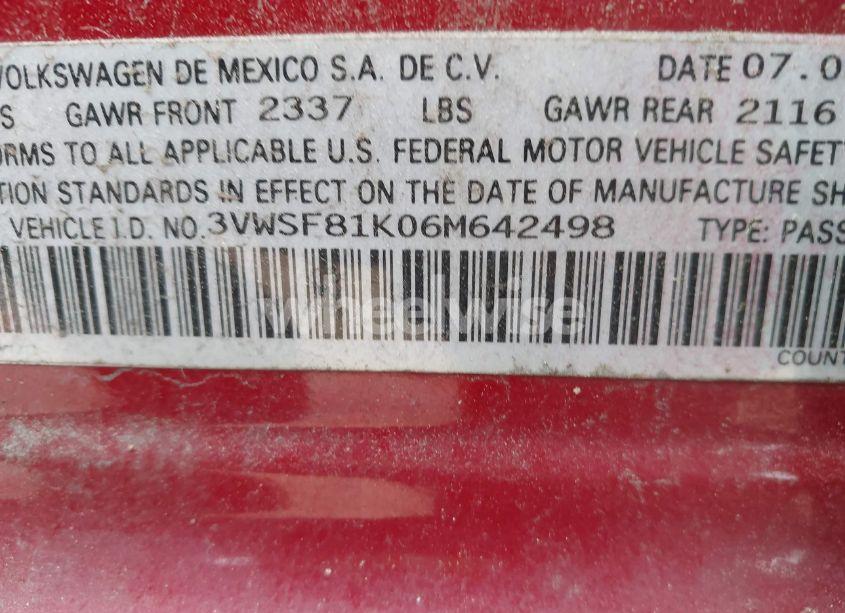 VOLKSWAGEN DE MEXICO S.A. DE C.V. DATE 07.0
S GAWR FRONT 2337 LBS GAWR REAR 2116
ORMS TO ALL APPLICABLE U.S. FEDERAL MOTOR VEHICLE SAFET
TION STANDARDS IN EFFECT ON THE DATE OF MANUFACTURE SH
VEHICLE I.D. NO. 3VWSF81K06M642498 TYPE: PASS
wheelwise
COUNT